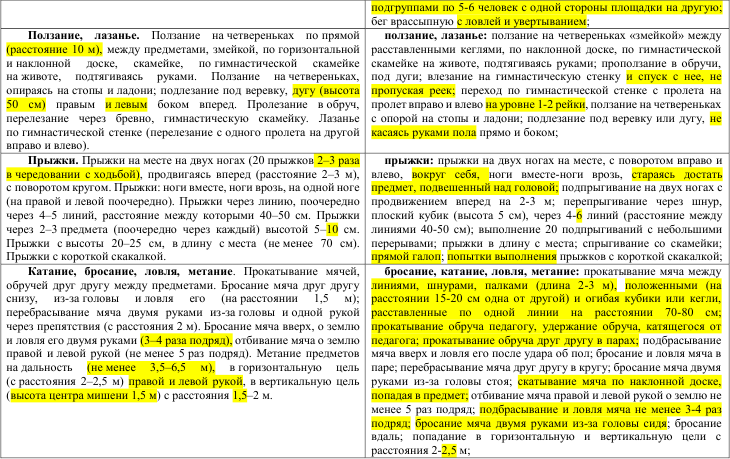 подгруппами по 5-6 человек с одной стороны площадки на другую;
бег врассыпную с ловлей и увертыванием;
Ползание, лазанье. Ползание на четвереньках по прямой
(расстояние 10 м), между предметами, змейкой, по горизонтальной
и наклонной доске, скамейке, по гимнастической скамейке
на животе, подтягиваясь руками. Ползание на четвереньках,
опираясь на стопы и ладони; подлезание под веревку, дугу (высота
50 см) правым и левым боком вперед. Пролезание в обруч,
перелезание через бревно, гимнастическую скамейку. Лазанье
по гимнастической стенке (перелезание с одного пролета на другой
вправо и влево).
ползание, лазанье: ползание на четвереньках «змейкой» между
расставленными кеглями, по наклонной доске, по гимнастической
скамейке на животе, подтягиваясь руками; проползание в обручи,
под дуги; влезание на гимнастическую стенку и спуск с нее, не
пропуская реек; переход по гимнастической стенке с пролета на
пролет вправо и влево на уровне 1-2 рейки, ползание на четвереньках
с опорой на стопы и ладони; подлезание под веревку или дугу, не
касаясь руками пола прямо и боком;
Прыжки. Прыжки на месте на двух ногах (20 прыжков 2–3 раза
в чередовании с ходьбой), продвигаясь вперед (расстояние 2–3 м),
с поворотом кругом. Прыжки: ноги вместе, ноги врозь, на одной ноге
(на правой и левой поочередно). Прыжки через линию, поочередно
через 4–5 линий, расстояние между которыми 40–50 см. Прыжки
через 2–3 предмета (поочередно через каждый) высотой 5–10 см.
Прыжки с высоты 20–25 см, в длину с места (не менее 70 см).
Прыжки с короткой скакалкой.
прыжки: прыжки на двух ногах на месте, с поворотом вправо и
влево, вокруг себя, ноги вместе-ноги врозь, стараясь достать
предмет, подвешенный над головой; подпрыгивание на двух ногах с
продвижением вперед на 2-3 м; перепрыгивание через шнур,
плоский кубик (высота 5 см), через 4-6 линий (расстояние между
линиями 40-50 см); выполнение 20 подпрыгиваний с небольшими
перерывами; прыжки в длину с места; спрыгивание со скамейки;
прямой галоп; попытки выполнения прыжков с короткой скакалкой;
Катание, бросание, ловля, метание. Прокатывание мячей,
обручей друг другу между предметами. Бросание мяча друг другу
снизу, из-за головы и ловля его (на расстоянии 1,5 м);
перебрасывание мяча двумя руками из-за головы и одной рукой
через препятствия (с расстояния 2 м). Бросание мяча вверх, о землю
и ловля его двумя руками (3–4 раза подряд), отбивание мяча о землю
правой и левой рукой (не менее 5 раз подряд). Метание предметов
на дальность (не менее 3,5–6,5 м), в горизонтальную цель
(с расстояния 2–2,5 м) правой и левой рукой, в вертикальную цель
(высота центра мишени 1,5 м) с расстояния 1,5–2 м.
бросание, катание, ловля, метание: прокатывание мяча между
линиями, шнурами, палками (длина 2-3 м), положенными (на
расстоянии 15-20 см одна от другой) и огибая кубики или кегли,
расставленные по одной линии на расстоянии 70-80 см;
прокатывание обруча педагогу, удержание обруча, катящегося от
педагога; прокатывание обруча друг другу в парах; подбрасывание
мяча вверх и ловля его после удара об пол; бросание и ловля мяча в
паре; перебрасывание мяча друг другу в кругу; бросание мяча двумя
руками из-за головы стоя; скатывание мяча по наклонной доске,
попадая в предмет; отбивание мяча правой и левой рукой о землю не
менее 5 раз подряд; подбрасывание и ловля мяча не менее 3-4 раз
подряд; бросание мяча двумя руками из-за головы сидя; бросание
вдаль; попадание в горизонтальную и вертикальную цели с
расстояния 2-2,5 м;